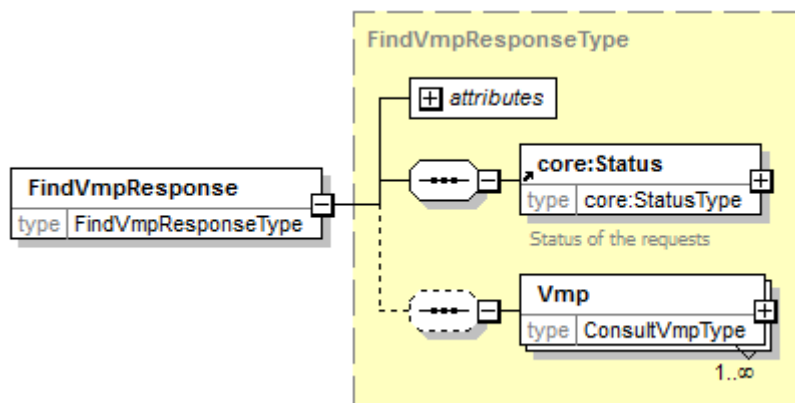 FindVmpResponseType
attributes
core:Status
type core:StatusType
Status of the requests
FindVmpResponse
type FindVmpResponseType
Vmp
type ConsultVmpType
1..∞